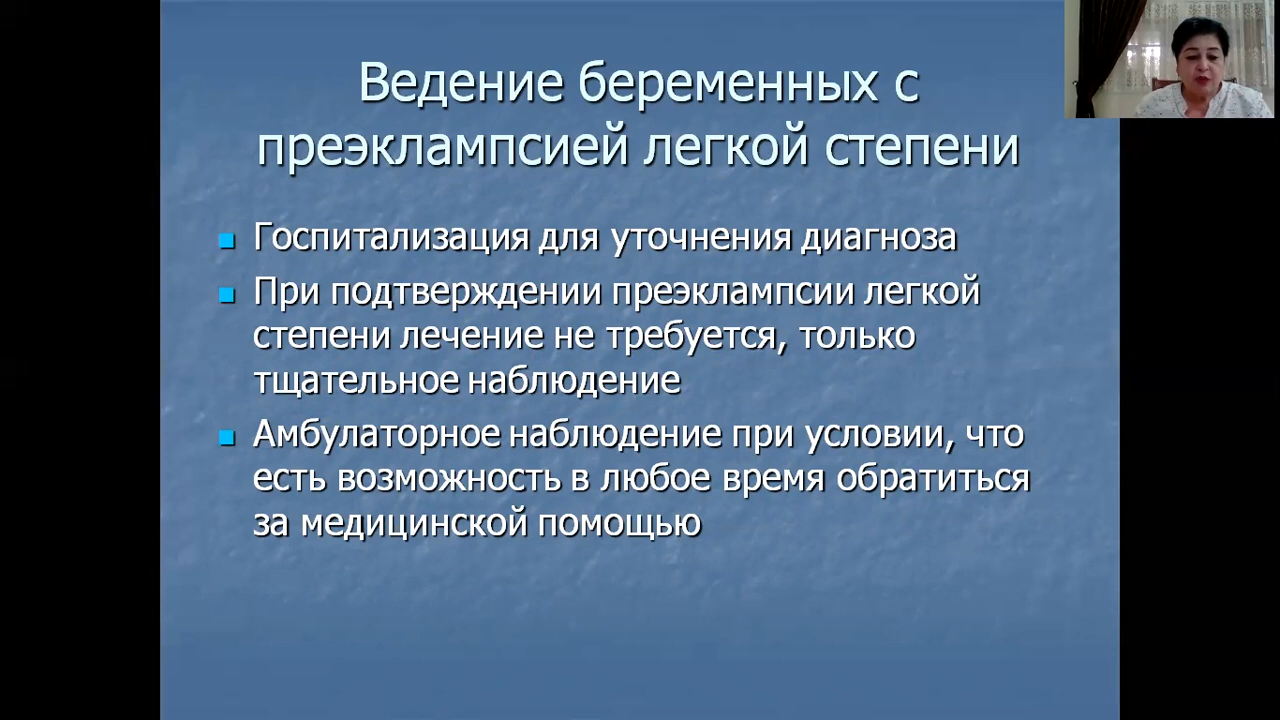 Ведение беременных с
преэклампсией легкой степени
Госпитализация для уточнения диагноза
При подтверждении преэклампсии легкой
степени лечение не требуется, только
тщательное наблюдение
Амбулаторное наблюдение при условии, что
есть возможность в любое время обратиться
за медицинской помощью